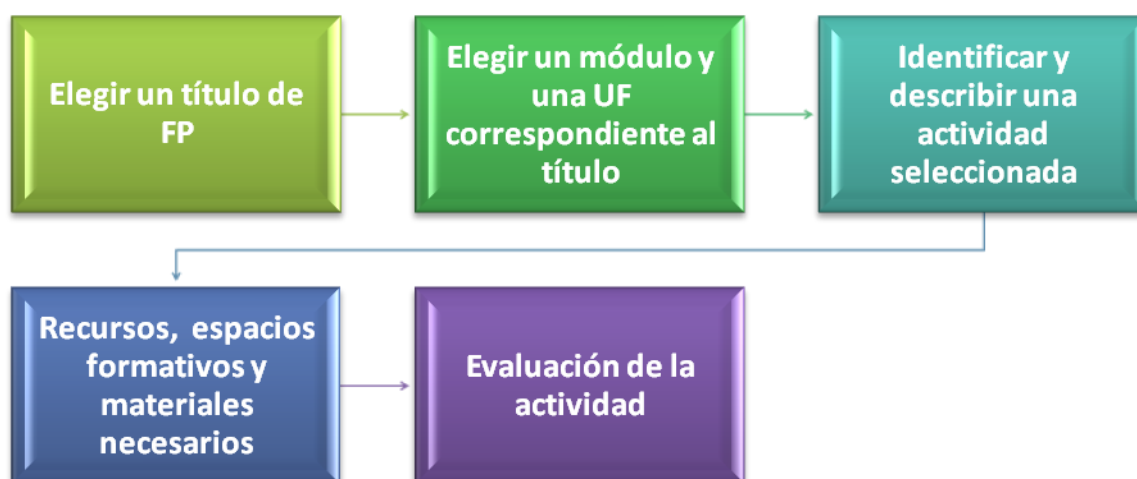 Elegir un título de
FP
Elegir un módulo y
una UF
correspondiente al
título
Identificar y
describir una
actividad
seleccionada
Recursos, espacios
formativos y
materiales
necesarios
Evaluación de la
actividad